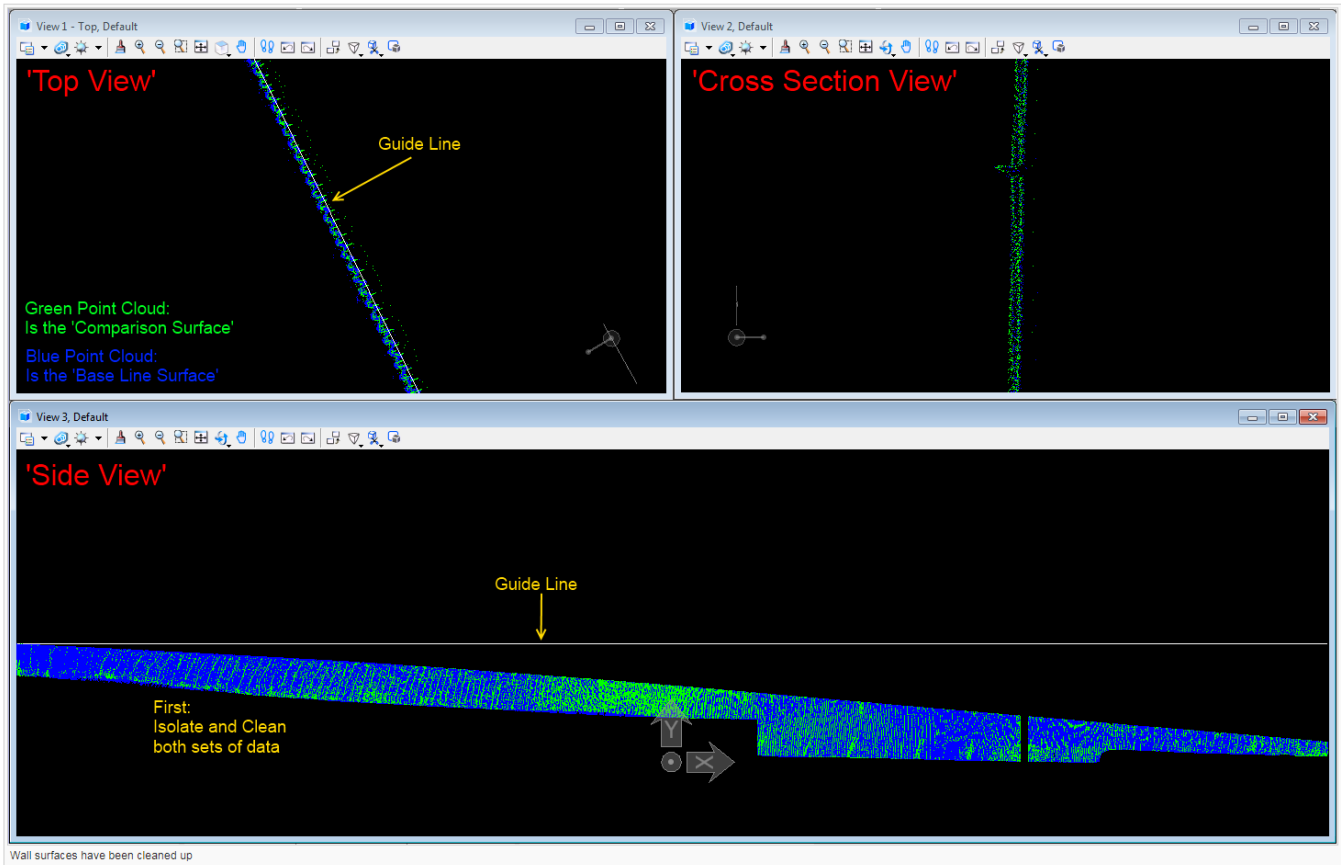 View 1 - Top, Default
'Top View'
Guide Line
Green Point Cloud:
Is the 'Comparison Surface'
Blue Point Cloud:
Is the 'Base Line Surface'
View 2, Default
'Cross Section View'
View 3, Default
'Side View'
Guide Line
First:
Isolate and Clean
both sets of data
Y
X
Wall surfaces have been cleaned up